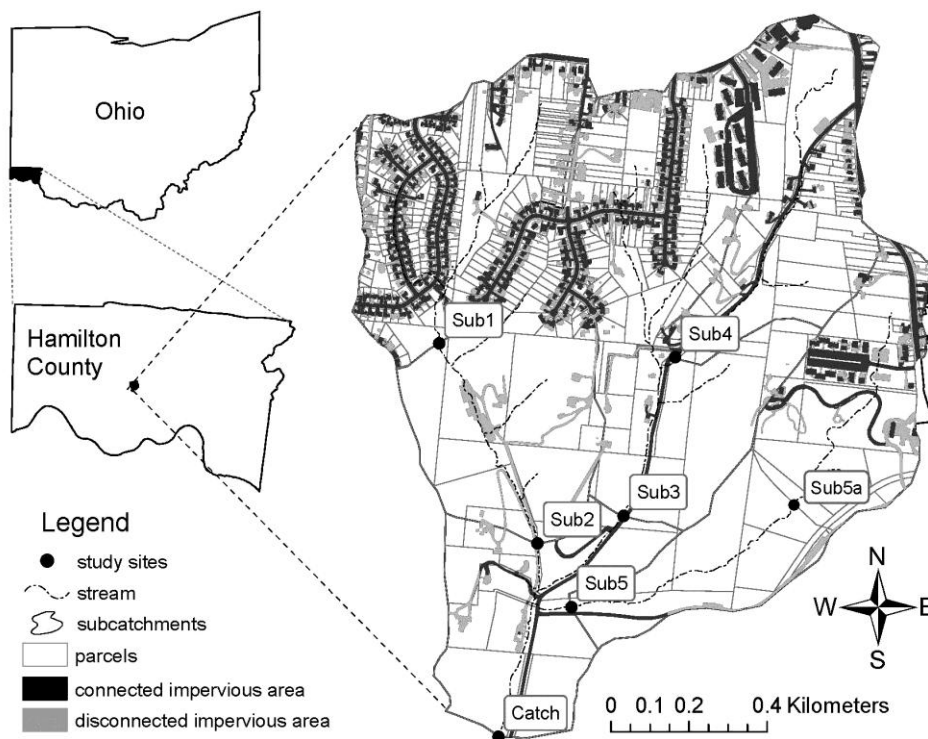 Ohio
Hamilton
County
Legend
study sites
stream
subcatchments
parcels
connected impervious area
disconnected impervious area
Sub1
Sub4
Sub3
Sub5a
Sub2
Sub5
Catch
N
W E
S
0 0.1 0.2 0.4 Kilometers